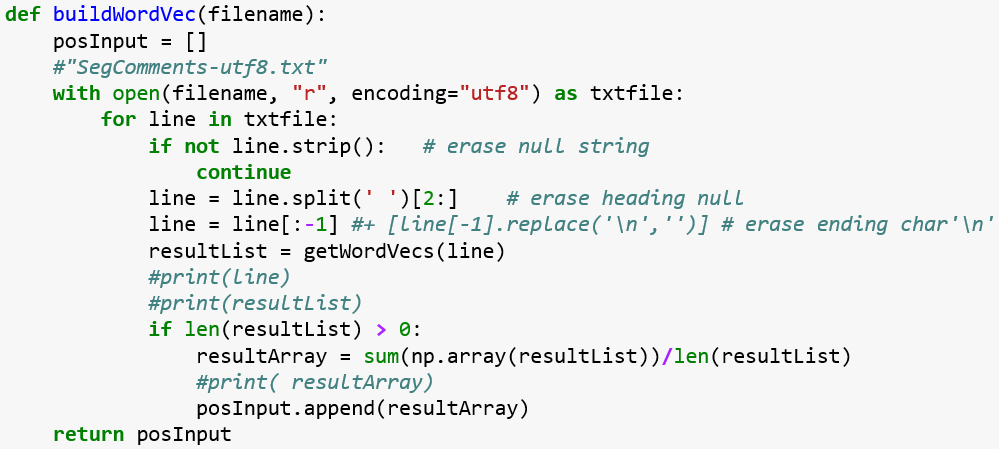 def buildWordVec(filename):
    posInput = []
    #"SegComments-utf8.txt"
    with open(filename, "r", encoding="utf8") as txtfile:
        for line in txtfile:
            if not line.strip():   # erase null string
                continue
            line = line.split(' ')[2:]    # erase heading null
            line = line[:-1] #+ [line[-1].replace('\n','')] # erase ending char'\n'
            resultList = getWordVecs(line)
            #print(line)
            #print(resultList)
            if len(resultList) > 0:
                resultArray = sum(np.array(resultList))/len(resultList)
                #print( resultArray)
                posInput.append(resultArray)
    return posInput